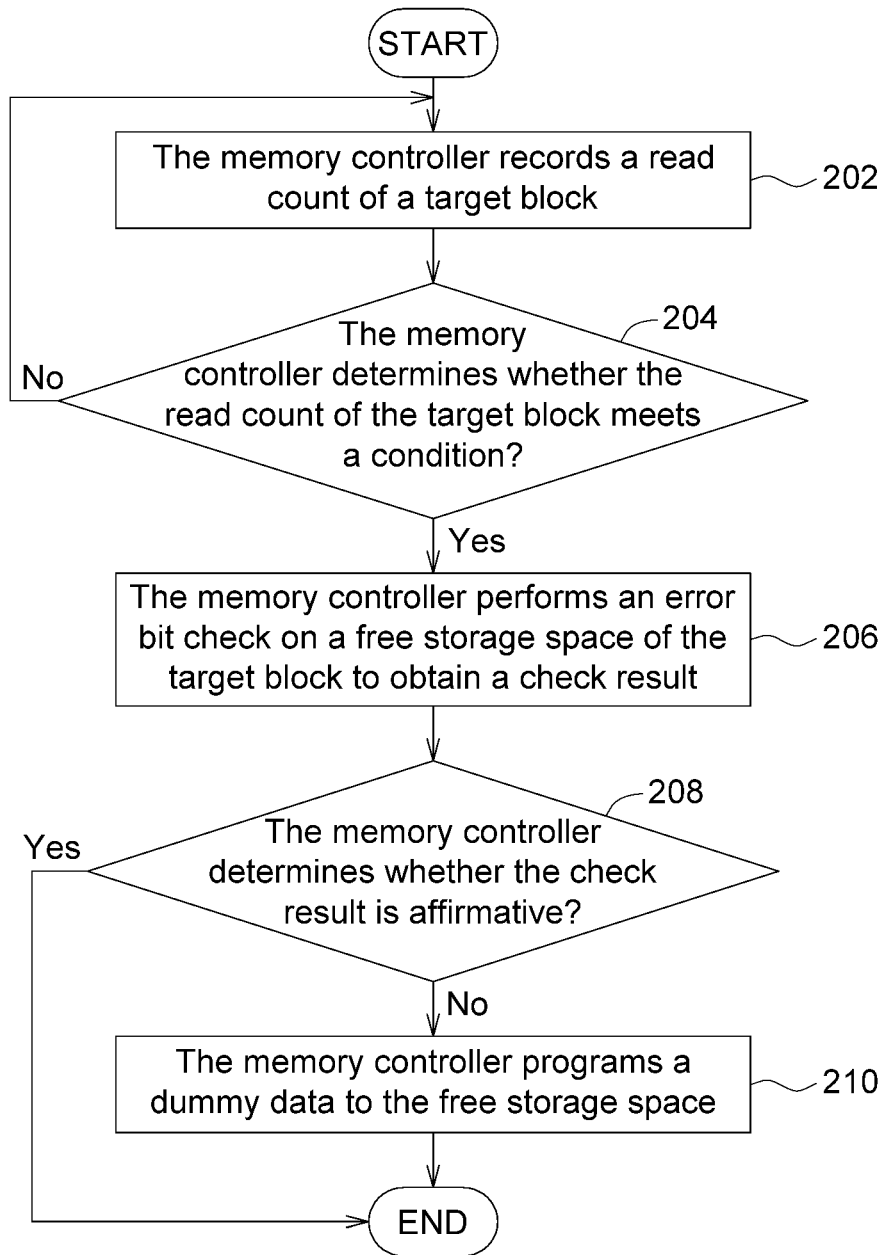 START
The memory controller records a read
count of a target block
202
The memory
controller determines whether the
read count of the target block meets
a condition?
204
No
Yes
The memory controller performs an error
bit check on a free storage space of the
target block to obtain a check result
206
The memory controller
determines whether the check
result is affirmative?
208
Yes
No
The memory controller programs a
dummy data to the free storage space
210
END